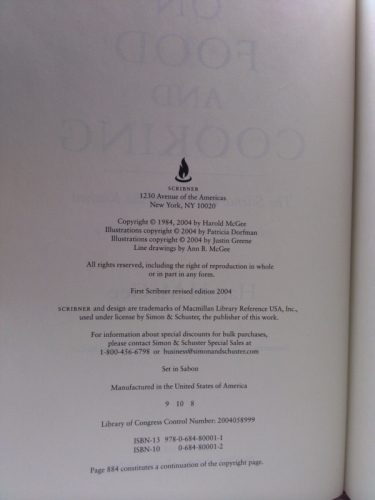 ON
FOOD
AND
COOKING
SCRIBNER
1230 Avenue of the Americas
New York, NY 10020
Copyright © 1984, 2004 by Harold McGee
Illustrations copyright © 2004 by Patricia Dorfman
Illustrations copyright © 2004 by Justin Greene
Line drawings by Ann B. McGee
All rights reserved, including the right of reproduction in whole
or in part in any form.
First Scribner revised edition 2004
SCRIBNER and design are trademarks of Macmillan Library Reference USA, Inc.,
used under license by Simon & Schuster, the publisher of this work.
For information about special discounts for bulk purchases,
please contact Simon & Schuster Special Sales at
1-800-456-6798 or business@simonandschuster.com
Set in Sabon
Manufactured in the United States of America
9 10 8
Library of Congress Control Number: 2004058999
ISBN-13 978-0-684-80001-1
ISBN-10 0-684-80001-2
Page 884 constitutes a continuation of the copyright page.